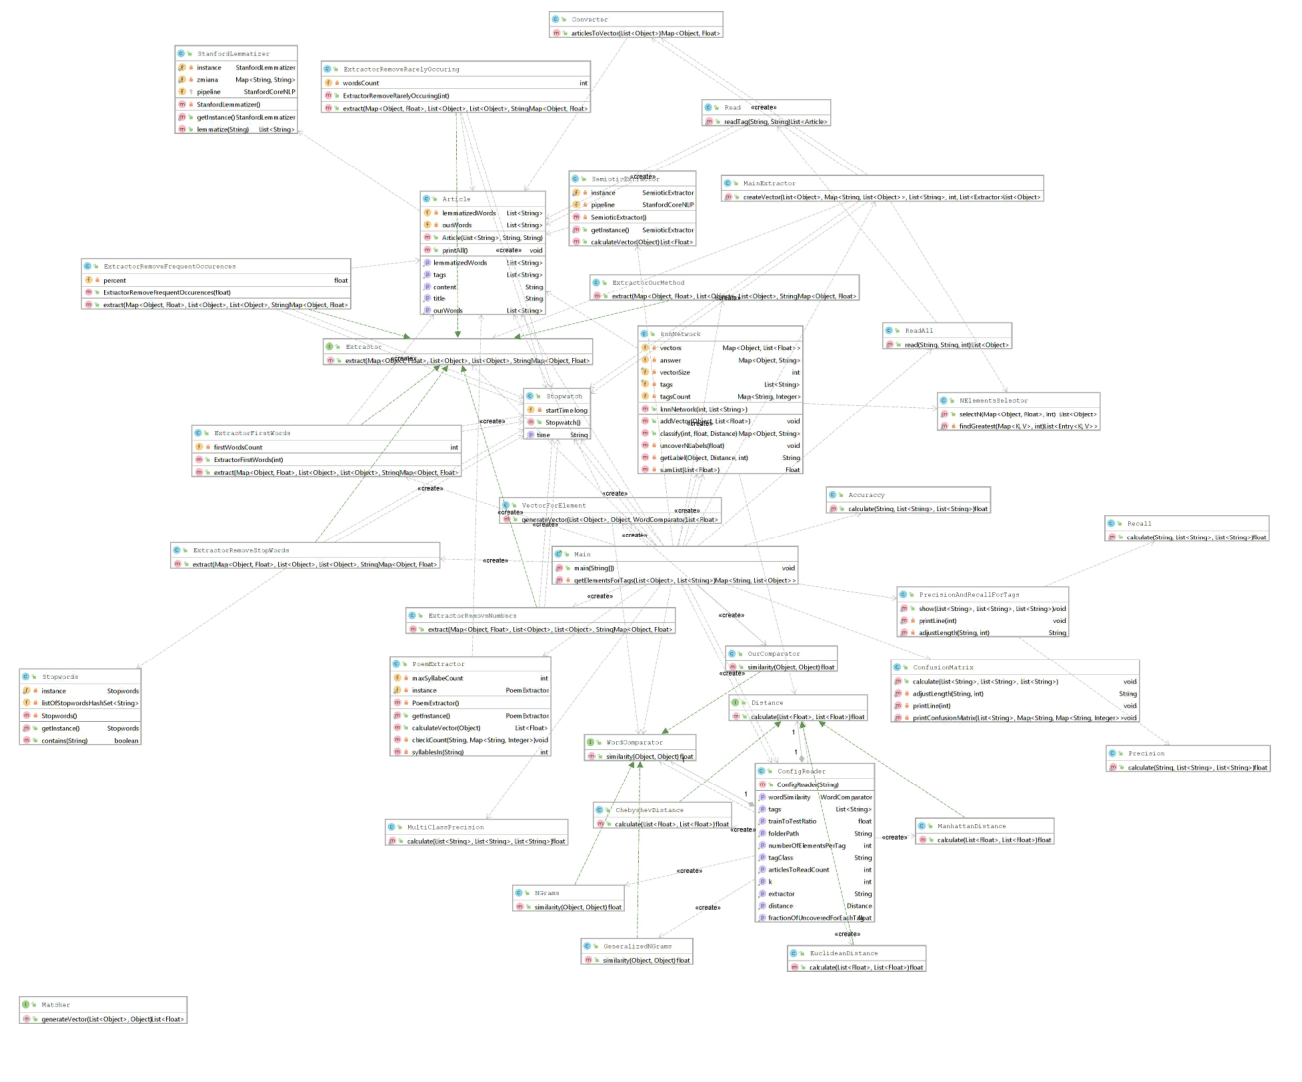 Converter
articlesToVector(List<Object>) Map<Object, Float>
StanfordLemmatizer
instance StanfordLemmatizer
zmiana Map<String, String>
pipeline StanfordCoreNLP
StanfordLemmatizer()
getInstance() StanfordLemmatizer
lemmatize(String) List<String>
ExtractorRemoveRarelyOccuring
wordsCount int
ExtractorRemoveRarelyOccuring(int)
extract(Map<Object, Float>, List<Object>, List<Object>, String) Map<Object, Float>
Read
«create»
readTag(String, String) List<Article>
SemioticExtractor
«create»
instance SemioticExtractor
pipeline StanfordCoreNLP
SemioticExtractor()
getInstance() SemioticExtractor
calculateVector(Object) List<Float>
MainExtractor
createVector(List<Object>, Map<String, List<Object>>, List<String>, int, List<Extractor>) List<Object>
Article
lemmatizedWords List<String>
ourWords List<String>
Article(List<String>, String, String)
printAll() void
«create»
lemmatizedWords List<String>
tags List<String>
content String
title String
ourWords List<String>
ExtractorRemoveFrequentOccurences
percent float
ExtractorRemoveFrequentOccurences(float)
extract(Map<Object, Float>, List<Object>, List<Object>, String) Map<Object, Float>
ExtractorOurMethod
extract(Map<Object, Float>, List<Object>, List<Object>, String) Map<Object, Float>
«create»
Extractor
extract(Map<Object, Float>, List<Object>, List<Object>, String) Map<Object, Float>
«create»
knnNetwork
vectors Map<Object, List<Float>>
answer Map<Object, String>
vectorSize int
tags List<String>
tagsCount Map<String, Integer>
knnNetwork(int, List<String>)
addVector(Object, List<Float>) void
«create»
classify(int, float, Distance) Map<Object, String>
uncoverNLabels(float) void
getLabel(Object, Distance, int) String
sumList(List<Float>) Float
ReadAll
read(String, String, int) List<Object>
NElementsSelector
selectN(Map<Object, Float>, int) List<Object>
findGreatest(Map<K, V>, int) List<Entry<K, V>>
Stopwatch
startTime long
Stopwatch()
time String
«create»
ExtractorFirstWords
firstWordsCount int
ExtractorFirstWords(int)
extract(Map<Object, Float>, List<Object>, List<Object>, String) Map<Object, Float>
«create»
«create»
VectorForElement
generateVector(List<Object>, Object, WordComparator) List<Float>
«create»
«create»
«create»
«create»
Accuraccy
calculate(String, List<String>, List<String>) float
Recall
calculate(String, List<String>, List<String>) float
ExtractorRemoveStopWords
extract(Map<Object, Float>, List<Object>, List<Object>, String) Map<Object, Float>
«create»
Main
main(String[]) void
getElementsForTags(List<Object>, List<String>) Map<String, List<Object>>
«create»
«create»
PrecisionAndRecallForTags
show(List<String>, List<String>, List<String>) void
printLine(int) void
adjustLength(String, int) String
ExtractorRemoveNumbers
extract(Map<Object, Float>, List<Object>, List<Object>, String) Map<Object, Float>
PoemExtractor
maxSyllabeCount int
instance PoemExtractor
PoemExtractor()
getInstance() PoemExtractor
calculateVector(Object) List<Float>
checkCount(String, Map<String, Integer>) void
syllablesIn(String) int
OurComparator
similarity(Object, Object) float
«create»
ConfusionMatrix
calculate(List<String>, List<String>, List<String>) void
adjustLength(String, int) String
printLine(int) void
printConfusionMatrix(List<String>, Map<String, Map<String, Integer>>) void
Stopwords
instance Stopwords
listOfStopwords HashSet<String>
Stopwords()
getInstance() Stopwords
contains(String) boolean
Distance
calculate(List<Float>, List<Float>) float
1
1
WordComparator
similarity(Object, Object) float
Precision
calculate(String, List<String>, List<String>) float
ConfigReader
ConfigReader(String)
wordSimilarity WordComparator
tags List<String>
trainToTestRatio float
folderPath String
numberOfElementsPerTag int
tagClass String
articlesToReadCount int
k int
extractor String
distance Distance
fractionOfUncoveredForEachTag float
1
ChebyshevDistance
calculate(List<Float>, List<Float>) float
«create»
«create»
ManhattanDistance
calculate(List<Float>, List<Float>) float
MultiClassPrecision
calculate(List<String>, List<String>, List<String>) float
«create»
NGrams
similarity(Object, Object) float
«create»
«create»
GeneralizedNGrams
similarity(Object, Object) float
EuclideanDistance
calculate(List<Float>, List<Float>) float
Matcher
generateVector(List<Object>, Object) List<Float>